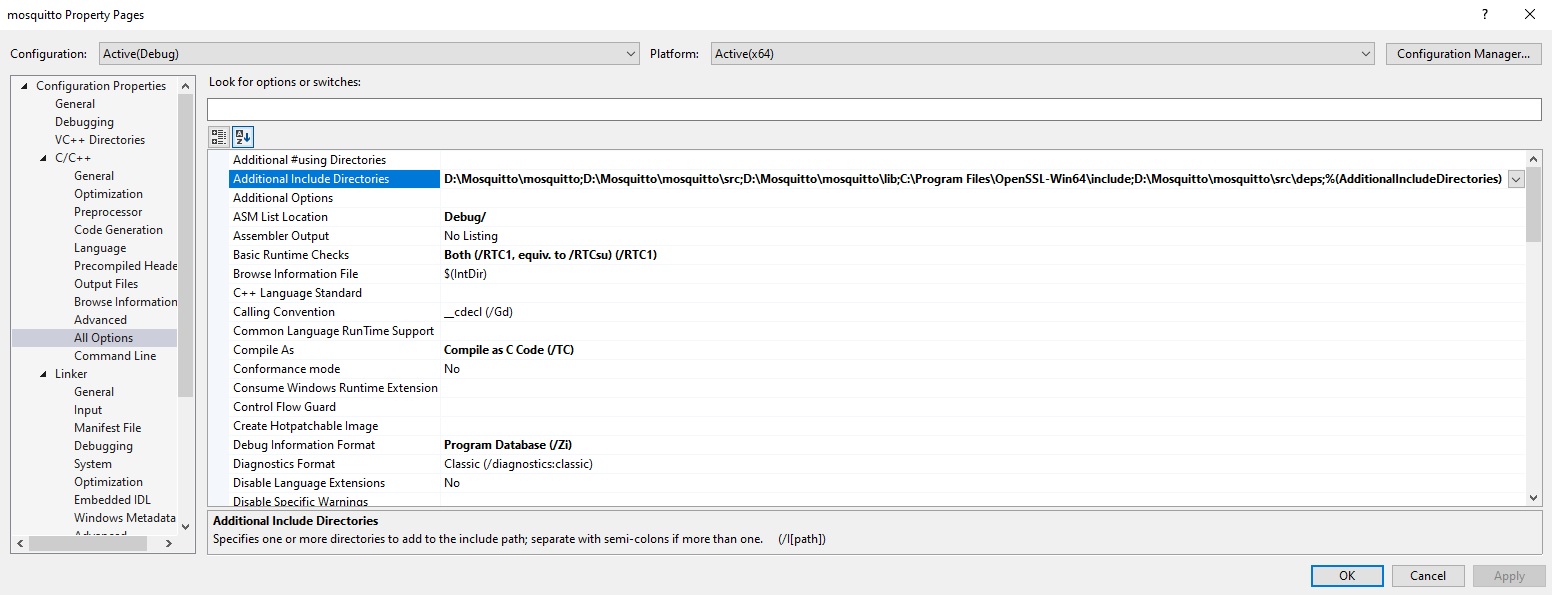 mosquitto Property Pages
?
Configuration: Active(Debug) Platform: Active(x64) Configuration Manager...
Configuration Properties
General
Debugging
VC++ Directories
C/C++
General
Optimization
Preprocessor
Code Generation
Language
Precompiled Heade
Output Files
Browse Information
Advanced
All Options
Command Line
Linker
General
Input
Manifest File
Debugging
System
Optimization
Embedded IDL
Windows Metadata
Advanced
Look for options or switches:
Additional #using Directories
Additional Include Directories D:\Mosquitto\mosquitto;D:\Mosquitto\mosquitto\src;D:\Mosquitto\mosquitto\lib;C:\Program Files\OpenSSL-Win64\include;D:\Mosquitto\mosquitto\src\deps;%(AdditionalIncludeDirectories)
Additional Options
ASM List Location Debug/
Assembler Output No Listing
Basic Runtime Checks Both (/RTC1, equiv. to /RTCsu) (/RTC1)
Browse Information File $(IntDir)
C++ Language Standard
Calling Convention __cdecl (/Gd)
Common Language RunTime Support
Compile As Compile as C Code (/TC)
Conformance mode No
Consume Windows Runtime Extension
Control Flow Guard
Create Hotpatchable Image
Debug Information Format Program Database (/Zi)
Diagnostics Format Classic (/diagnostics:classic)
Disable Language Extensions No
Disable Specific Warnings
Additional Include Directories
Specifies one or more directories to add to the include path; separate with semi-colons if more than one. (/I[path])
OK Cancel Apply